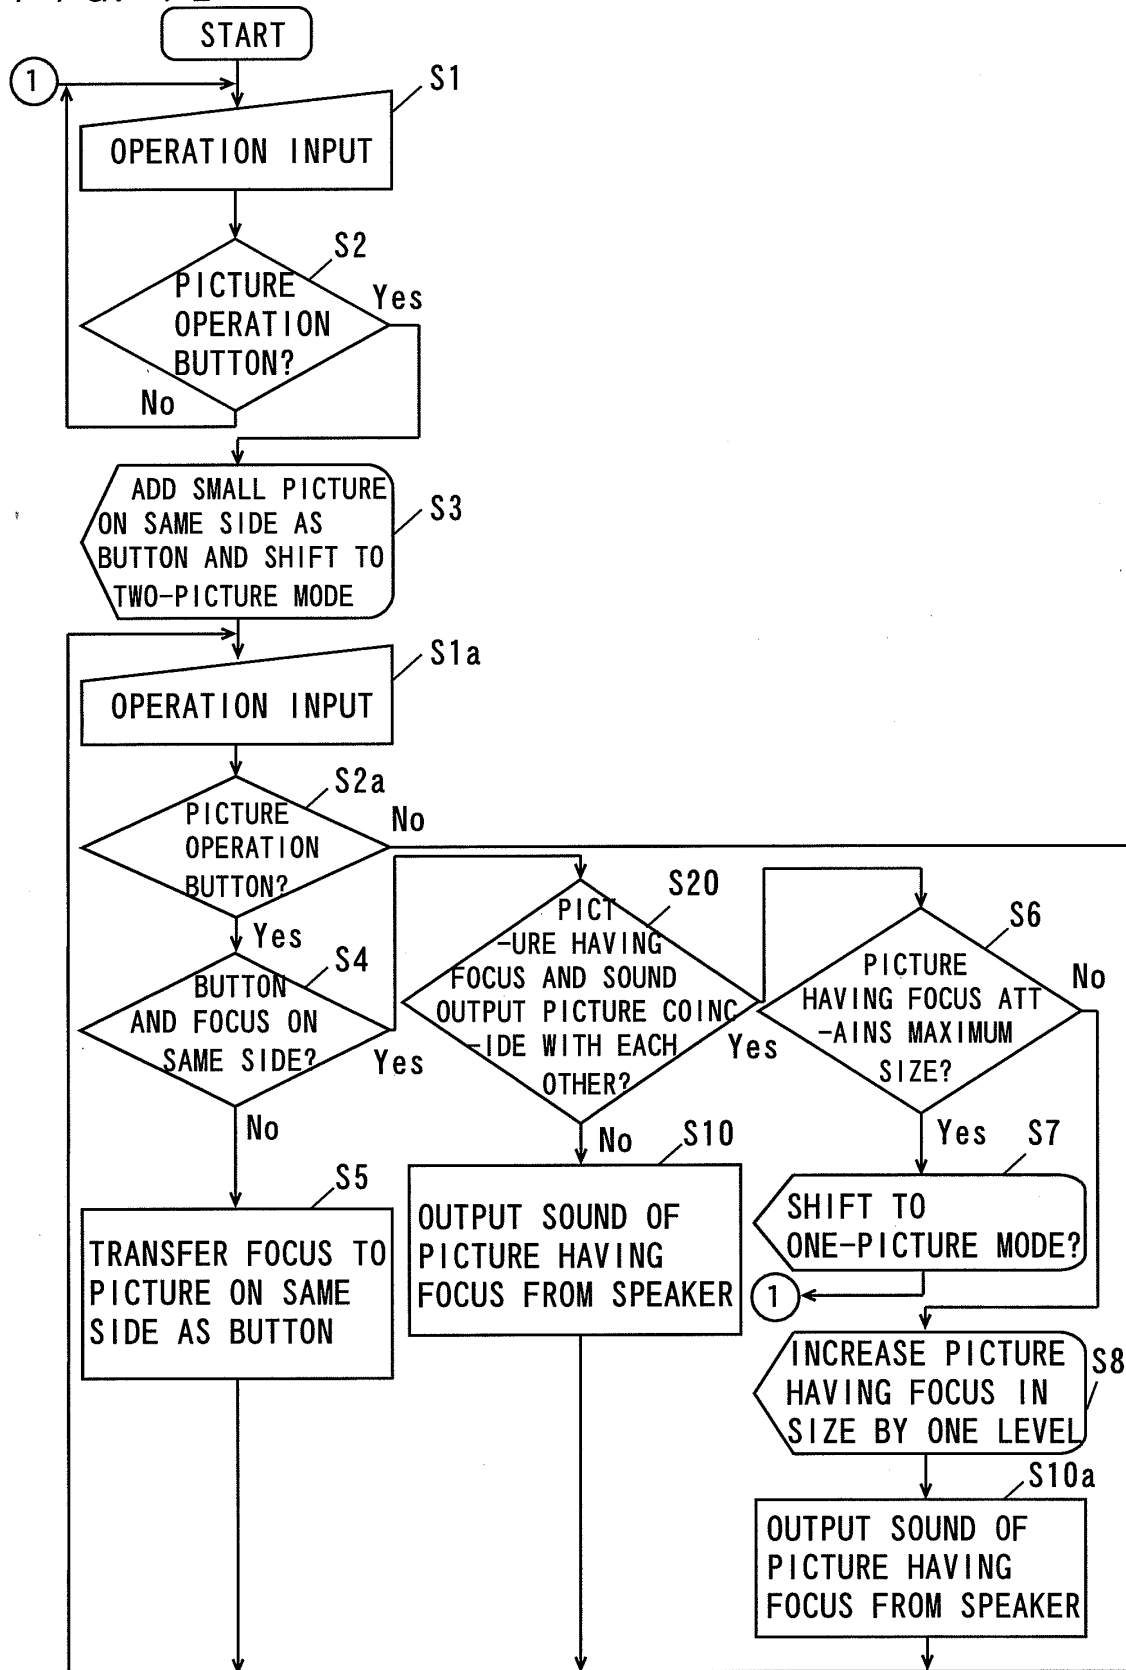 START
1
S1
OPERATION INPUT
S2
PICTURE
OPERATION
BUTTON?
Yes
No
ADD SMALL PICTURE
ON SAME SIDE AS
BUTTON AND SHIFT TO
TWO-PICTURE MODE
S3
S1a
OPERATION INPUT
S2a
PICTURE
OPERATION
BUTTON?
No
Yes
S4
BUTTON
AND FOCUS ON
SAME SIDE?
Yes
No
S20
PICT
-URE HAVING
FOCUS AND SOUND
OUTPUT PICTURE COINC
-IDE WITH EACH
OTHER?
Yes
No
S6
PICTURE
HAVING FOCUS ATT
-AINS MAXIMUM
SIZE?
No
Yes
S5
TRANSFER FOCUS TO
PICTURE ON SAME
SIDE AS BUTTON
S10
OUTPUT SOUND OF
PICTURE HAVING
FOCUS FROM SPEAKER
S7
SHIFT TO
ONE-PICTURE MODE?
1
INCREASE PICTURE
HAVING FOCUS IN
SIZE BY ONE LEVEL
S8
S10a
OUTPUT SOUND OF
PICTURE HAVING
FOCUS FROM SPEAKER